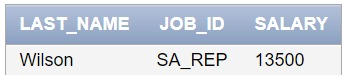 LAST_NAME JOB_ID SALARY
Wilson SA_REP 13500